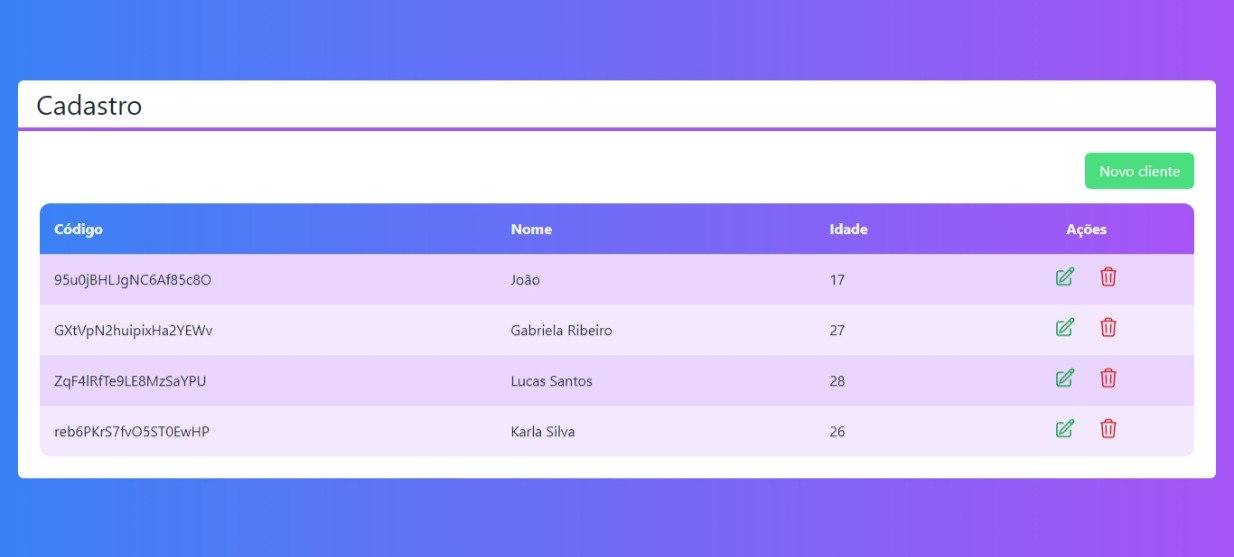 Cadastro
Novo cliente
Código Nome Idade Ações
95u0jBHLJgNC6Af85c8O João 17
GXtVpN2huipixHa2YEWv Gabriela Ribeiro 27
ZqF4lRfTe9LE8MzSaYPU Lucas Santos 28
reb6PKrS7fvO5ST0EwHP Karla Silva 26